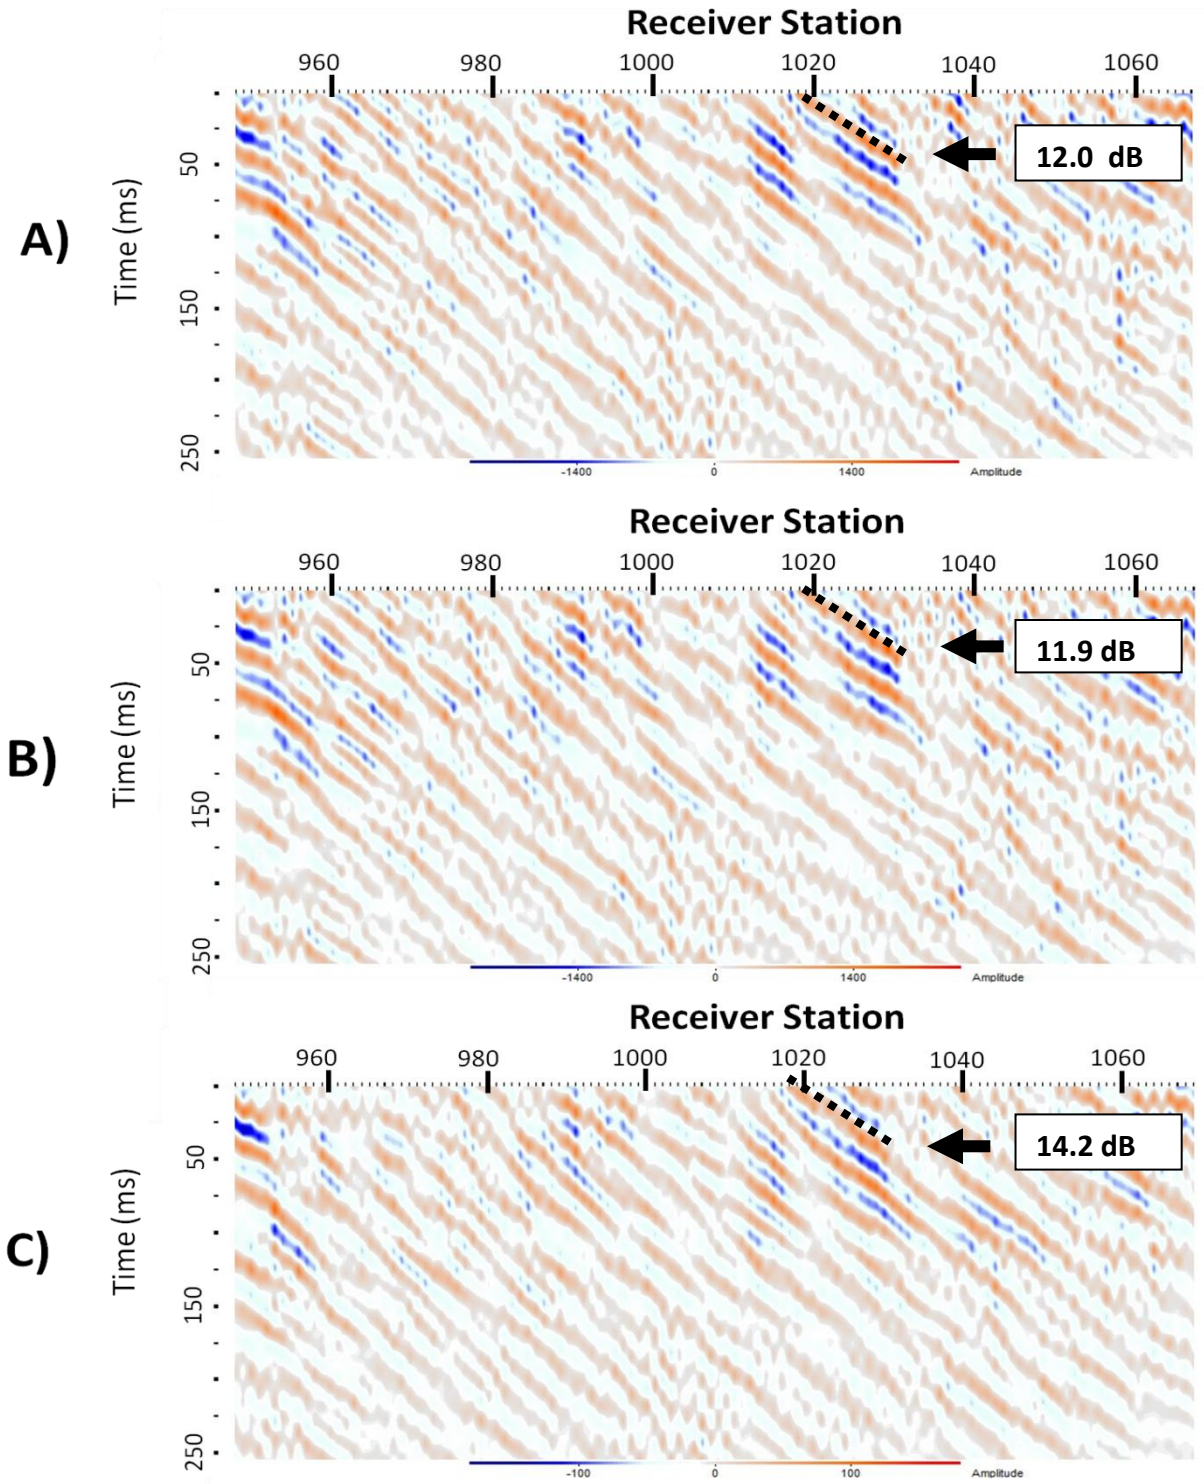 Receiver Station
960 980 1000 1020 1040 1060
A)
Time (ms)
50
150
250
12.0 dB
-1400 0 1400 Amplitude
Receiver Station
960 980 1000 1020 1040 1060
B)
Time (ms)
50
150
250
11.9 dB
-1400 0 1400 Amplitude
Receiver Station
960 980 1000 1020 1040 1060
C)
Time (ms)
50
150
250
14.2 dB
-100 0 100 Amplitude